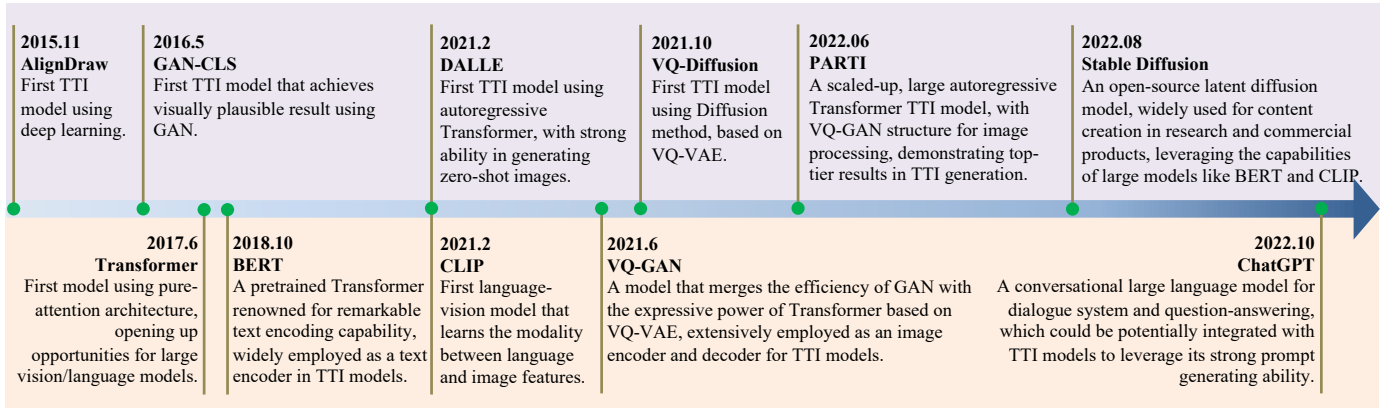 2015.11
AlignDraw
First TTI
model using
deep learning.
2016.5
GAN-CLS
First TTI model that achieves
visually plausible result using
GAN.
2021.2
DALLE
First TTI model using
autoregressive
Transformer, with strong
ability in generating
zero-shot images.
2021.10
VQ-Diffusion
First TTI model
using Diffusion
method, based on
VQ-VAE.
2022.06
PARTI
A scaled-up, large autoregressive
Transformer TTI model, with
VQ-GAN structure for image
processing, demonstrating top-
tier results in TTI generation.
2022.08
Stable Diffusion
An open-source latent diffusion
model, widely used for content
creation in research and commercial
products, leveraging the capabilities
of large models like BERT and CLIP.
2017.6
Transformer
First model using pure-
attention architecture,
opening up
opportunities for large
vision/language models.
2018.10
BERT
A pretrained Transformer
renowned for remarkable
text encoding capability,
widely employed as a text
encoder in TTI models.
2021.2
CLIP
First language-
vision model that
learns the modality
between language
and image features.
2021.6
VQ-GAN
A model that merges the efficiency of GAN with
the expressive power of Transformer based on
VQ-VAE, extensively employed as an image
encoder and decoder for TTI models.
2022.10
ChatGPT
A conversational large language model for
dialogue system and question-answering,
which could be potentially integrated with
TTI models to leverage its strong prompt
generating ability.